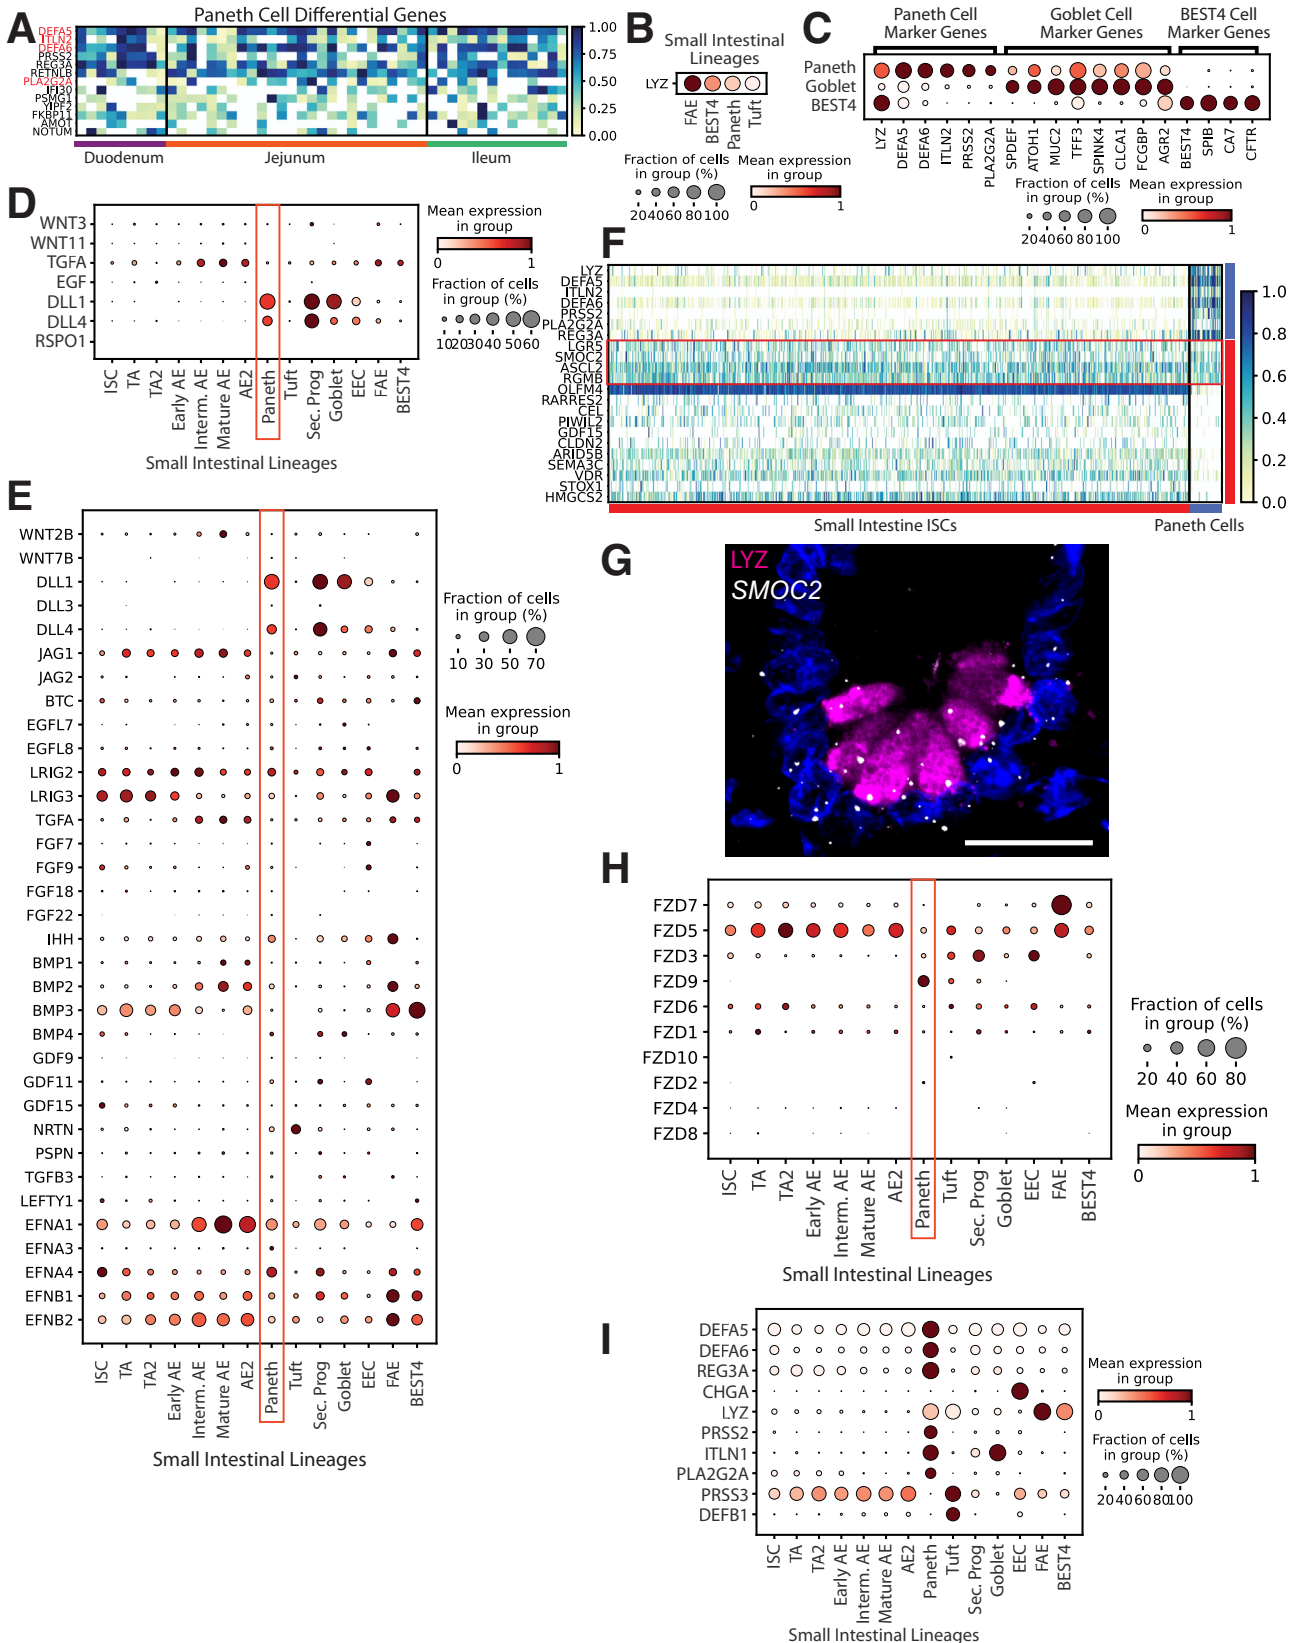 A
Paneth Cell Differential Genes
DEFA5
ITLN2
DEFA6
PRSS2
REG3A
RETNLB
PLA2G2A
IFI30
PSMG1
YIPF2
FKBP11
AMOT
NOTUM
1.00
0.75
0.50
0.25
0.00
Duodenum
Jejunum
Ileum
B
Small Intestinal
Lineages
LYZ
FAE
BEST4
Paneth
Tuft
Fraction of cells
in group (%)
20 40 60 80 100
Mean expression
in group
0 1
C
Paneth Cell
Marker Genes
Goblet Cell
Marker Genes
BEST4 Cell
Marker Genes
Paneth
Goblet
BEST4
LYZ
DEFA5
DEFA6
ITLN2
PRSS2
PLA2G2A
SPDEF
ATOH1
MUC2
TFF3
SPINK4
CLCA1
FCGBP
AGR2
BEST4
SPIB
CA7
CFTR
Fraction of cells
in group (%)
20 40 60 80 100
Mean expression
in group
0 1
D
WNT3
WNT11
TGFA
EGF
DLL1
DLL4
RSPO1
ISC
TA
TA2
Early AE
Interm. AE
Mature AE
AE2
Paneth
Tuft
Sec. Prog
Goblet
EEC
FAE
BEST4
Small Intestinal Lineages
Mean expression
in group
0 1
Fraction of cells
in group (%)
10 20 30 40 50 60
E
WNT2B
WNT7B
DLL1
DLL3
DLL4
JAG1
JAG2
BTC
EGFL7
EGFL8
LRIG2
LRIG3
TGFA
FGF7
FGF9
FGF18
FGF22
IHH
BMP1
BMP2
BMP3
BMP4
GDF9
GDF11
GDF15
NRTN
PSPN
TGFB3
LEFTY1
EFNA1
EFNA3
EFNA4
EFNB1
EFNB2
ISC
TA
TA2
Early AE
Interm. AE
Mature AE
AE2
Paneth
Tuft
Sec. Prog
Goblet
EEC
FAE
BEST4
Small Intestinal Lineages
Fraction of cells
in group (%)
10 30 50 70
Mean expression
in group
0 1
F
LYZ
DEFA5
ITLN2
DEFA6
PRSS2
PLA2G2A
REG3A
LGR5
SMOC2
ASCL2
RGMB
OLFM4
RARRES2
CEL
PIWIL2
GDF15
CLDN2
ARID5B
SEMA3C
VDR
STOX1
HMGCS2
1.0
0.8
0.6
0.4
0.2
0.0
Small Intestine ISCs
Paneth Cells
G
LYZ
SMOC2
H
FZD7
FZD5
FZD3
FZD9
FZD6
FZD1
FZD10
FZD2
FZD4
FZD8
ISC
TA
TA2
Early AE
Interm. AE
Mature AE
AE2
Paneth
Tuft
Sec. Prog
Goblet
EEC
FAE
BEST4
Small Intestinal Lineages
Fraction of cells
in group (%)
20 40 60 80
Mean expression
in group
0 1
I
DEFA5
DEFA6
REG3A
CHGA
LYZ
PRSS2
ITLN1
PLA2G2A
PRSS3
DEFB1
ISC
TA
TA2
Early AE
Interm. AE
Mature AE
AE2
Paneth
Tuft
Sec. Prog
Goblet
EEC
FAE
BEST4
Small Intestinal Lineages
Mean expression
in group
0 1
Fraction of cells
in group (%)
20 40 60 80 100